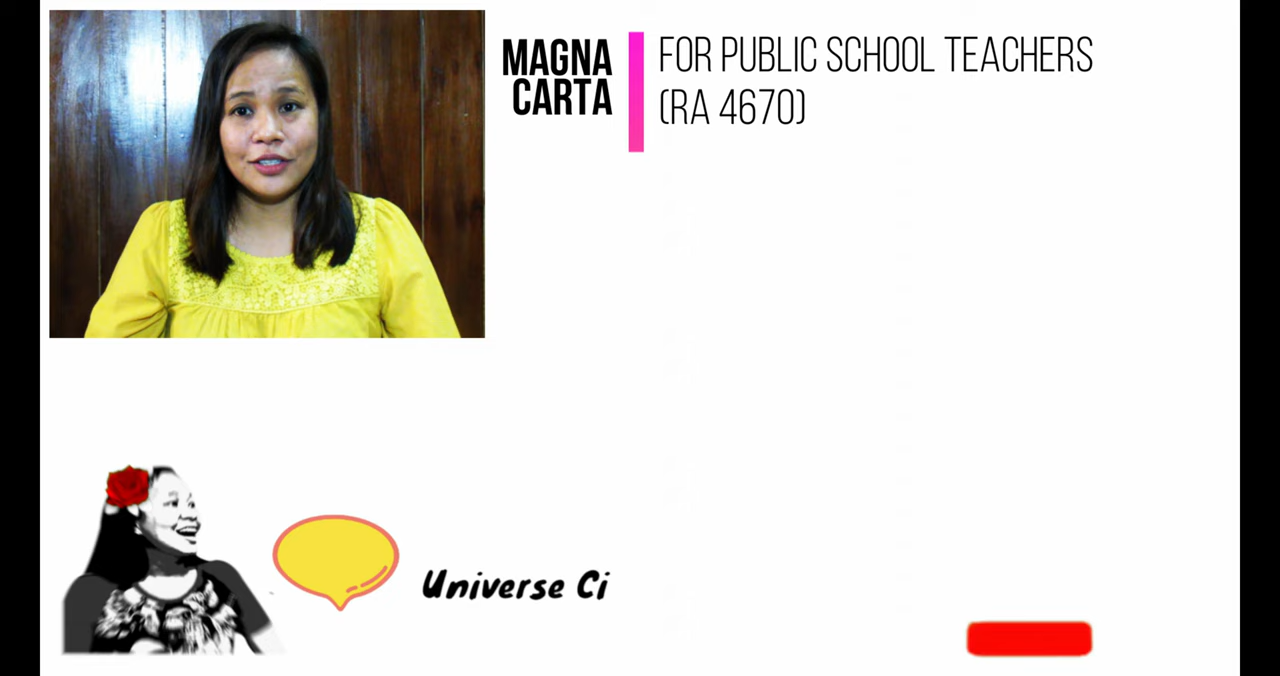 MAGNA
CARTA
FOR PUBLIC SCHOOL TEACHERS
(RA 4670)
Universe Ci